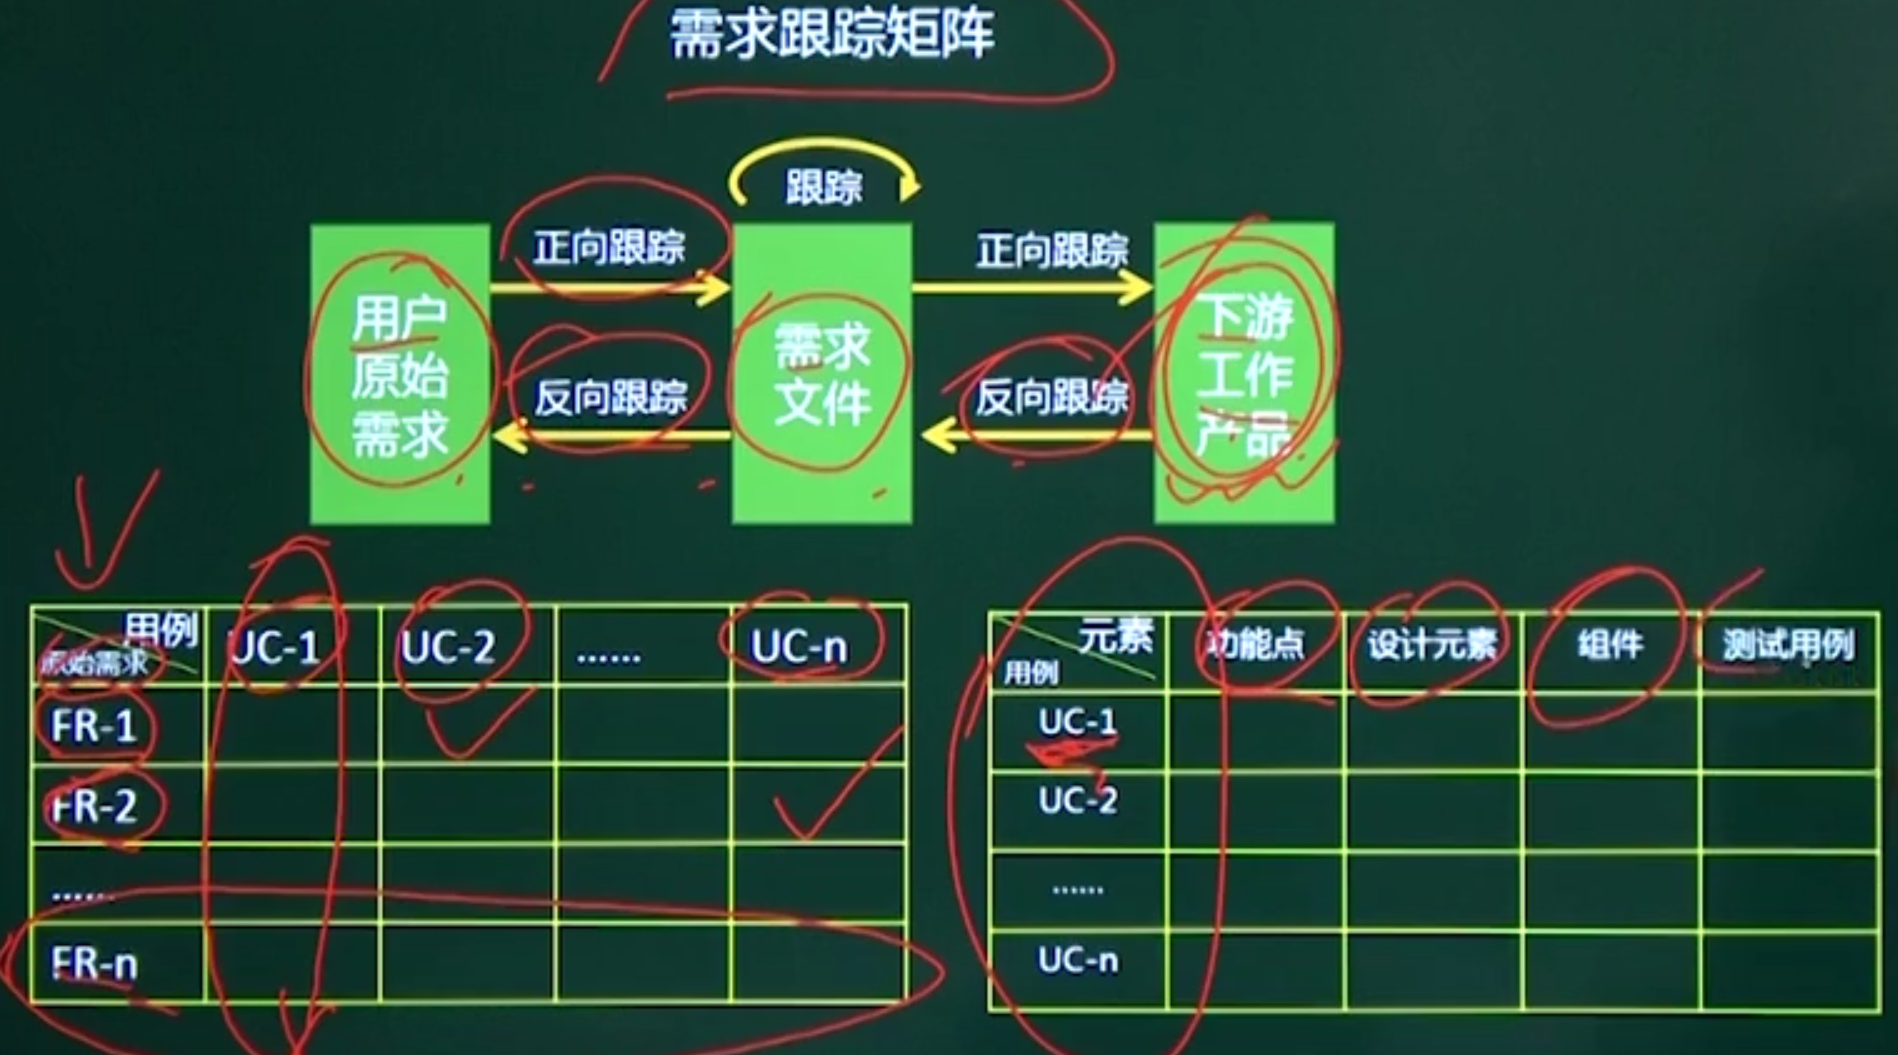 需求跟踪矩阵
跟踪
正向跟踪
正向跟踪
用户
原始
需求
需求
文件
下游
工作
产品
反向跟踪
反向跟踪
用例
原始需求
UC-1
UC-2
……
UC-n
FR-1
FR-2
……
FR-n
元素
用例
功能点
设计元素
组件
测试用例
UC-1
UC-2
……
UC-n